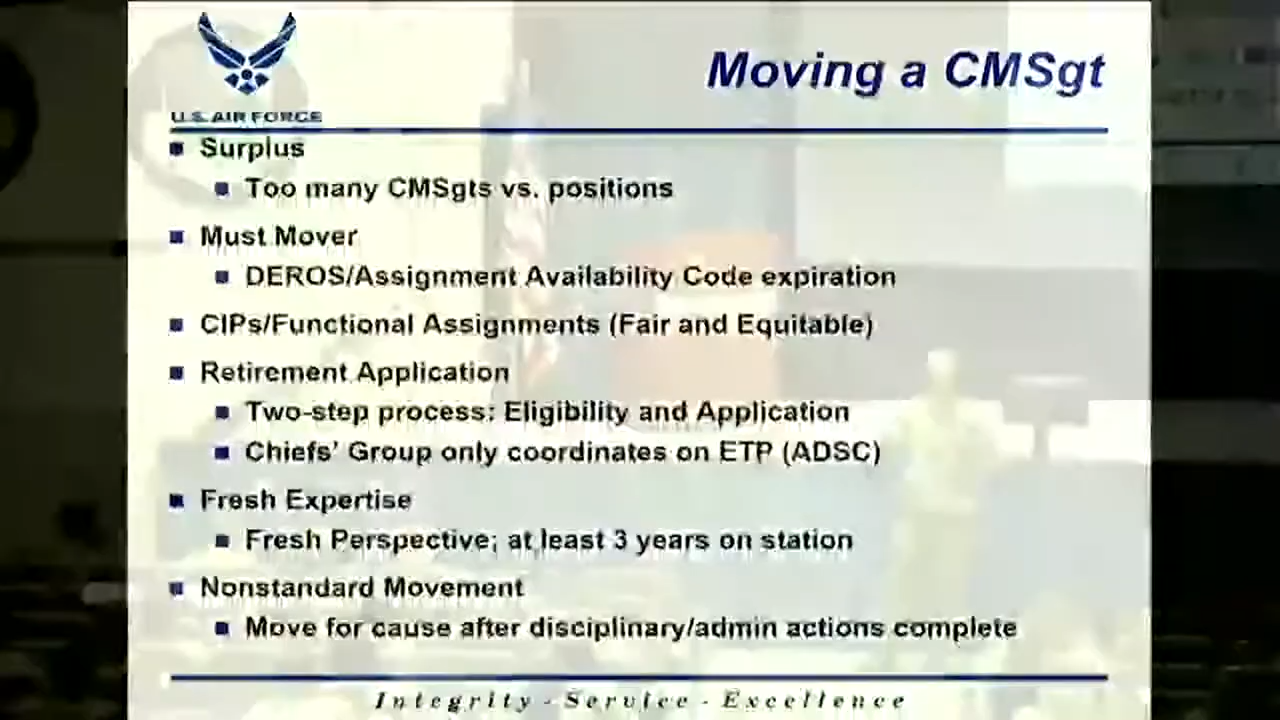 U.S. AIR FORCE
Moving a CMSgt
Surplus
Too many CMSgts vs. positions
Must Mover
DEROS/Assignment Availability Code expiration
CIPs/Functional Assignments (Fair and Equitable)
Retirement Application
Two-step process: Eligibility and Application
Chiefs' Group only coordinates on ETP (ADSC)
Fresh Expertise
Fresh Perspective; at least 3 years on station
Nonstandard Movement
Move for cause after disciplinary/admin actions complete
Integrity - Service - Excellence